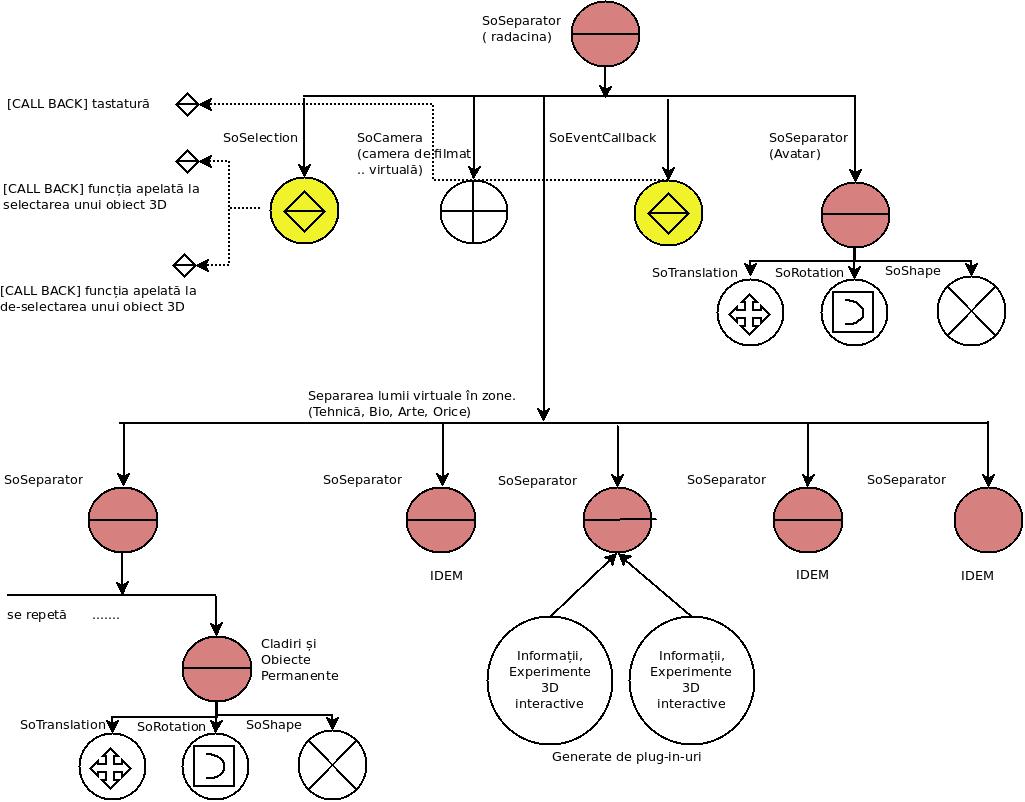 SoSeparator
( radacina)
[CALL BACK] tastatură
SoSelection
SoCamera
(camera de filmat
.. virtuală)
SoEventCallback
SoSeparator
(Avatar)
[CALL BACK] funcția apelată la
selectarea unui obiect 3D
[CALL BACK] funcția apelată la
de-selectarea unui obiect 3D
SoTranslation
SoRotation
SoShape
Separarea lumii virtuale în zone.
(Tehnică, Bio, Arte, Orice)
SoSeparator
SoSeparator
SoSeparator
SoSeparator
SoSeparator
IDEM
IDEM
IDEM
se repetă .......
Cladiri și
Obiecte
Permanente
SoTranslation
SoRotation
SoShape
Informații,
Experimente
3D
interactive
Informații,
Experimente
3D
interactive
Generate de plug-in-uri